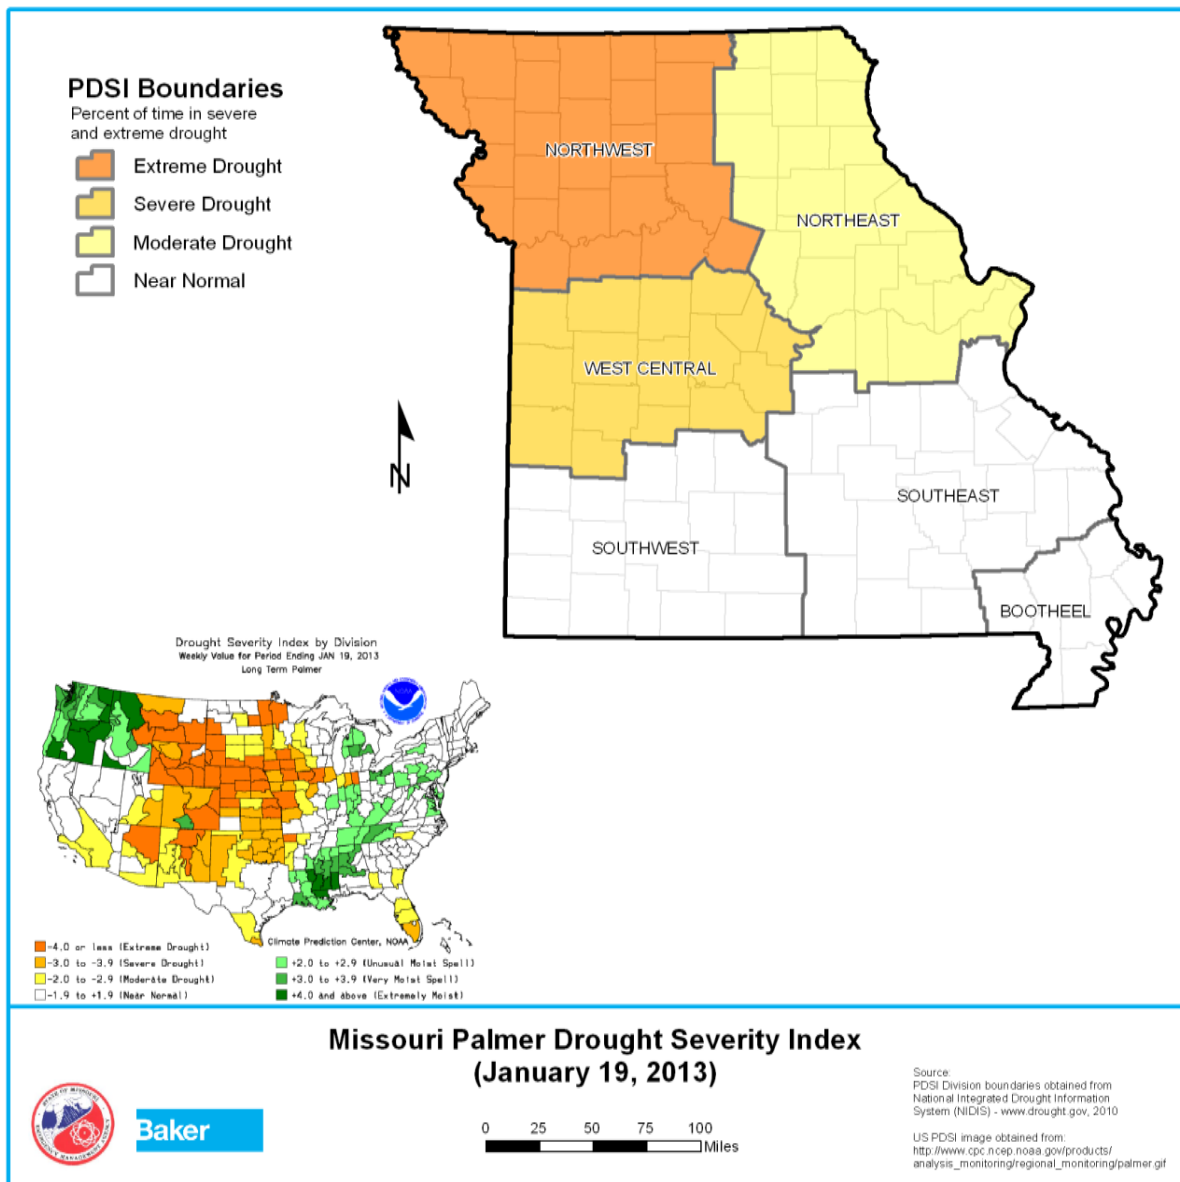 PDSI Boundaries
Percent of time in severe
and extreme drought
Extreme Drought
Severe Drought
Moderate Drought
Near Normal
NORTHWEST
NORTHEAST
WEST CENTRAL
SOUTHEAST
SOUTHWEST
BOOTHEEL
N
Drought Severity Index by Division
Weekly Value for Period Ending JAN 19, 2013
Long Term Palmer
NOAA
Climate Prediction Center, NOAA
-4.0 or less (Extreme Drought)
-3.0 to -3.9 (Severe Drought)
-2.0 to -2.9 (Moderate Drought)
-1.9 to +1.9 (Near Normal)
+2.0 to +2.9 (Unusual Moist Spell)
+3.0 to +3.9 (Very Moist Spell)
+4.0 and above (Extremely Moist)
Missouri Palmer Drought Severity Index
(January 19, 2013)
STATE OF MISSOURI
EMERGENCY MANAGEMENT AGENCY
Baker
0 25 50 75 100
Miles
Source:
PDSI Division boundaries obtained from
National Integrated Drought Information
System (NIDIS) - www.drought.gov, 2010
US PDSI image obtained from:
http://www.cpc.ncep.noaa.gov/products/
analysis_monitoring/regional_monitoring/palmer.gif